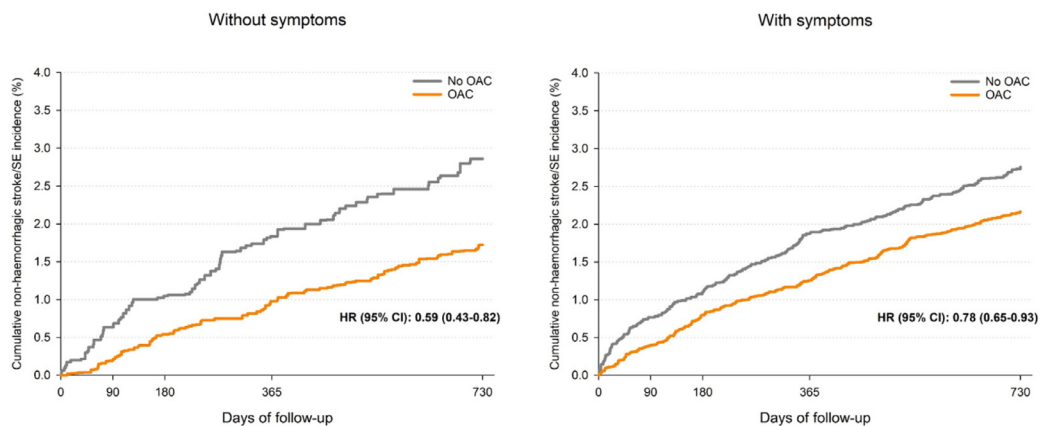 Without symptoms
Cumulative non-haemorrhagic stroke/SE incidence (%)
4.0
3.5
3.0
2.5
2.0
1.5
1.0
0.5
0.0
No OAC
OAC
HR (95% CI): 0.59 (0.43-0.82)
0 90 180 365 730
Days of follow-up
With symptoms
Cumulative non-haemorrhagic stroke/SE incidence (%)
4.0
3.5
3.0
2.5
2.0
1.5
1.0
0.5
0.0
No OAC
OAC
HR (95% CI): 0.78 (0.65-0.93)
0 90 180 365 730
Days of follow-up